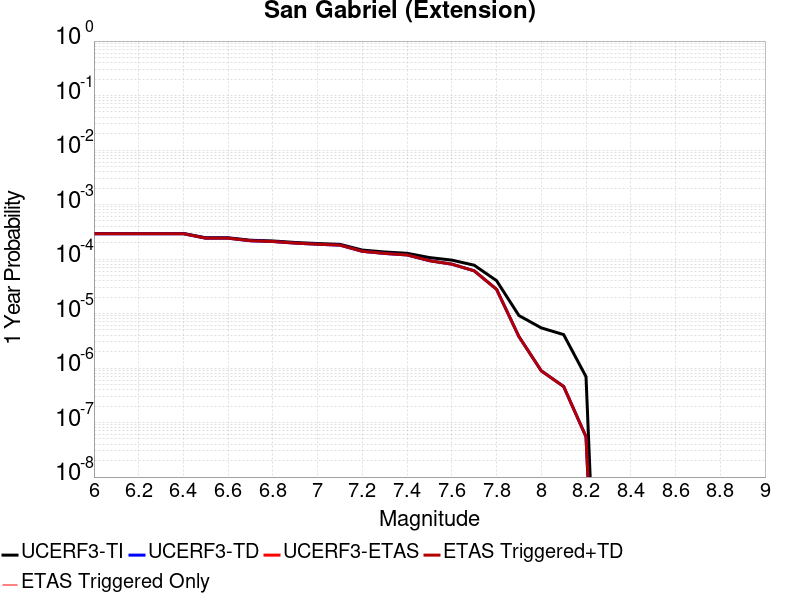 San Gabriel (Extension)
10^0
10^-1
10^-2
10^-3
10^-4
10^-5
10^-6
10^-7
10^-8
1 Year Probability
6 6.2 6.4 6.6 6.8 7 7.2 7.4 7.6 7.8 8 8.2 8.4 8.6 8.8 9
Magnitude
UCERF3-TI UCERF3-TD UCERF3-ETAS ETAS Triggered+TD
ETAS Triggered Only